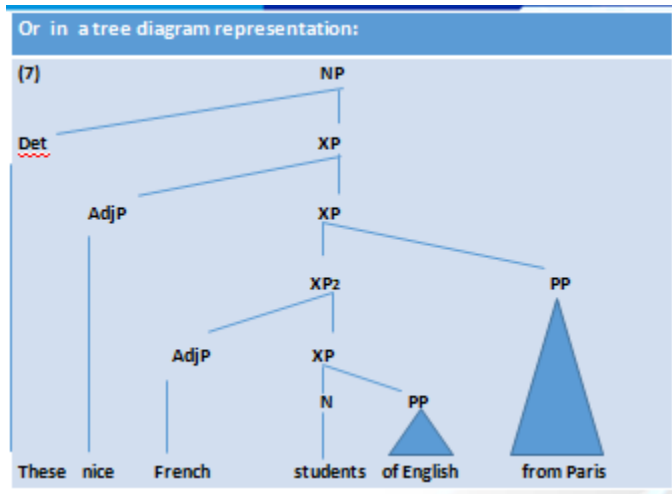 Or in a tree diagram representation:
(7) NP
Det XP
AdjP XP
XP2 PP
AdjP XP
N PP
These nice French students of English from Paris